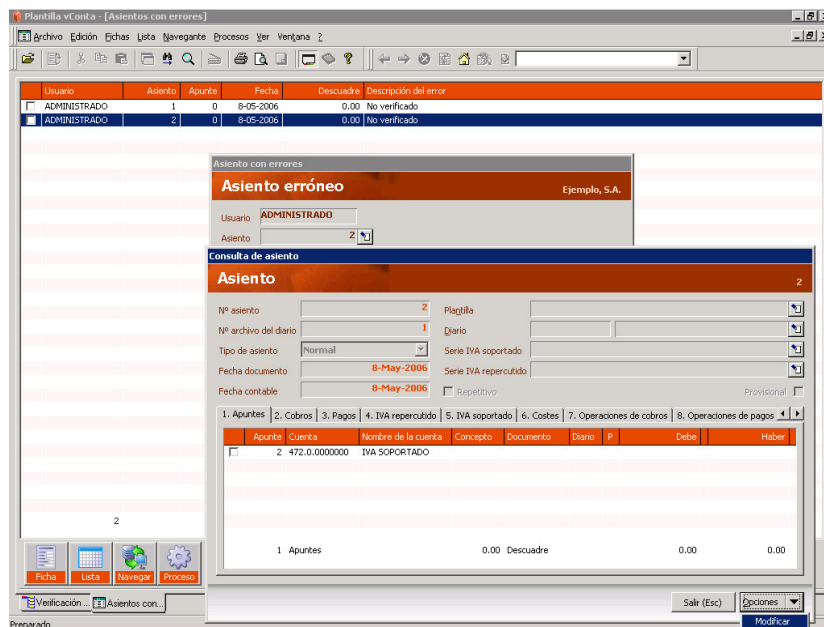 Plantilla vConta - [Asientos con errores]
Archivo Edición Fichas Lista Navegante Procesos Ver Ventana ?
Usuario Asiento Apunte Fecha Descuadre Descripción del error
ADMINISTRADO 1 0 8-05-2006 0.00 No verificado
ADMINISTRADO 2 0 8-05-2006 0.00 No verificado
Asiento con errores
Asiento erróneo Ejemplo, S.A.
Usuario ADMINISTRADO
Asiento 2
Consulta de asiento
Asiento 2
Nº asiento 2 Plantilla
Nº archivo del diario 1 Diario
Tipo de asiento Normal Serie IVA soportado
Fecha documento 8-May-2006 Serie IVA repercutido
Fecha contable 8-May-2006 Repetitivo Provisional
1. Apuntes 2. Cobros 3. Pagos 4. IVA repercutido 5. IVA soportado 6. Costes 7. Operaciones de cobros 8. Operaciones de pagos
Apunte Cuenta Nombre de la cuenta Concepto Documento Diario P Debe Haber
2 472.0.0000000 IVA SOPORTADO
2
1 Apuntes 0.00 Descuadre 0.00 0.00
Ficha Lista Navegar Proceso
Salir (Esc) Opciones
Verificación ... Asientos con...
Modificar
Preparado